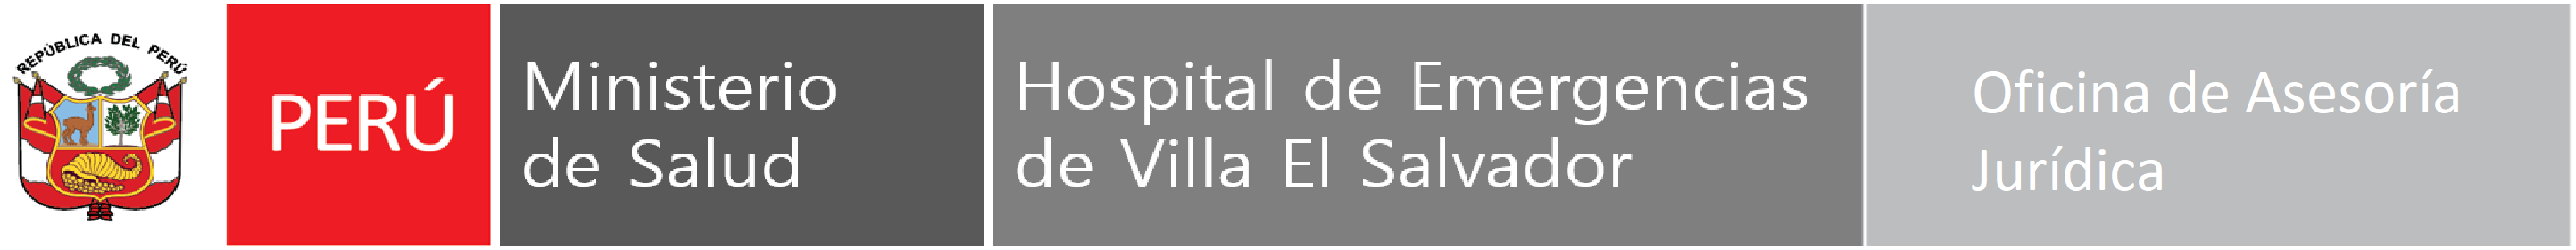 REPÚBLICA DEL PERÚ
PERÚ
Ministerio
de Salud
Hospital de Emergencias
de Villa El Salvador
Oficina de Asesoría
Jurídica